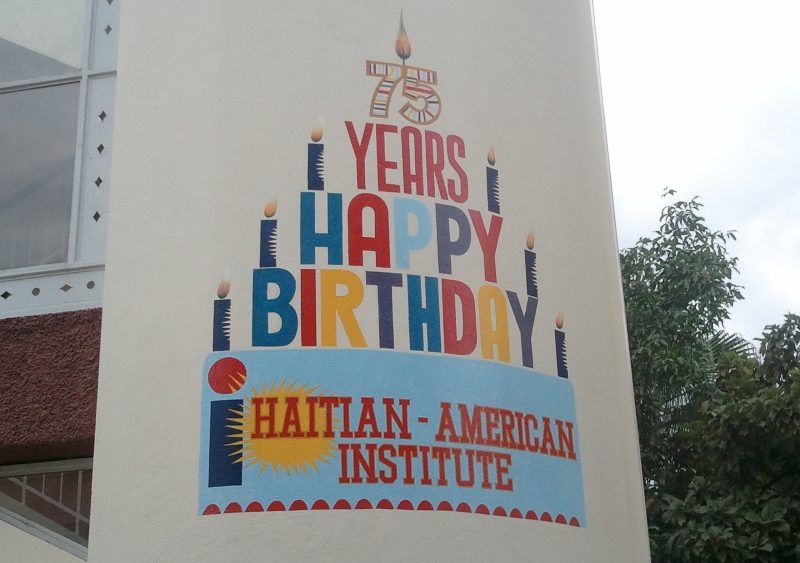 75
YEARS
HAPPY
BIRTHDAY
i HAITIAN - AMERICAN
INSTITUTE